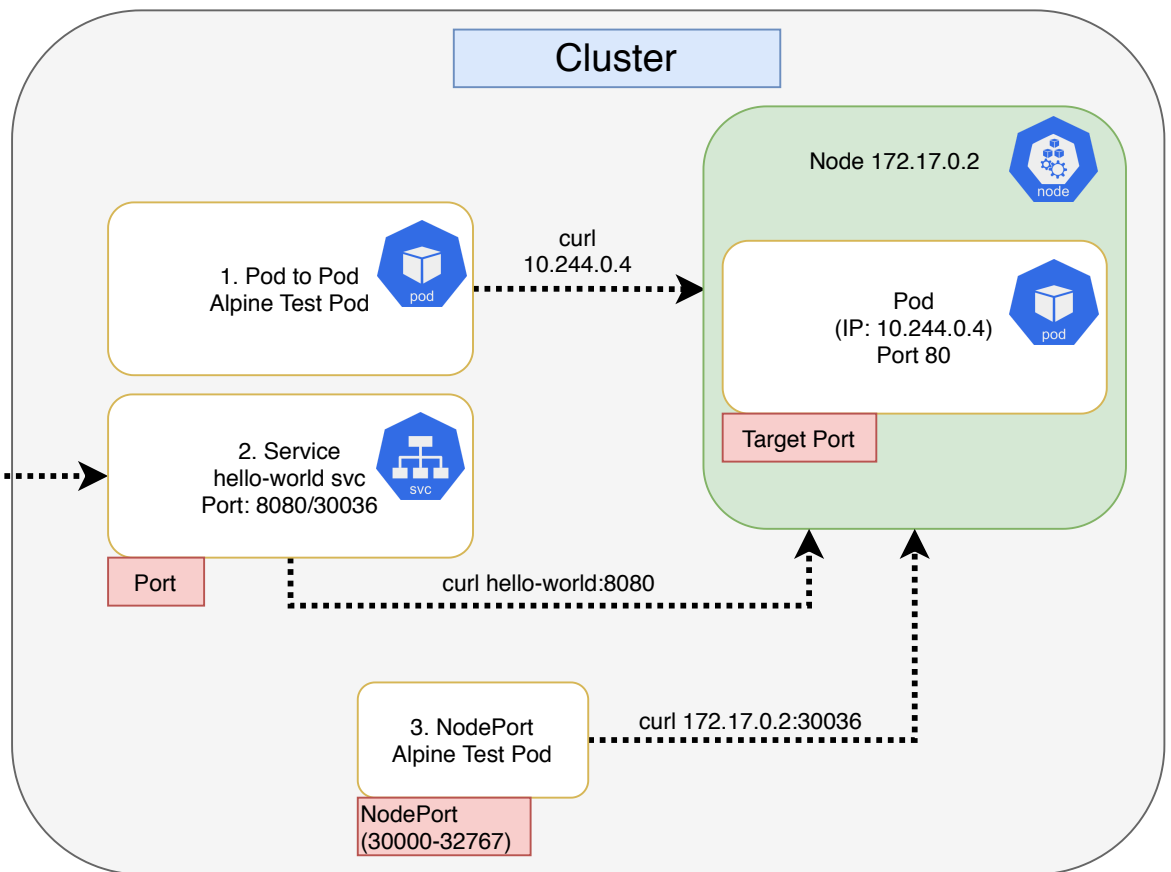 Cluster
Node 172.17.0.2
node
1. Pod to Pod
Alpine Test Pod
pod
curl
10.244.0.4
Pod
(IP: 10.244.0.4)
Port 80
pod
Target Port
2. Service
hello-world svc
Port: 8080/30036
svc
Port
curl hello-world:8080
3. NodePort
Alpine Test Pod
curl 172.17.0.2:30036
NodePort
(30000-32767)